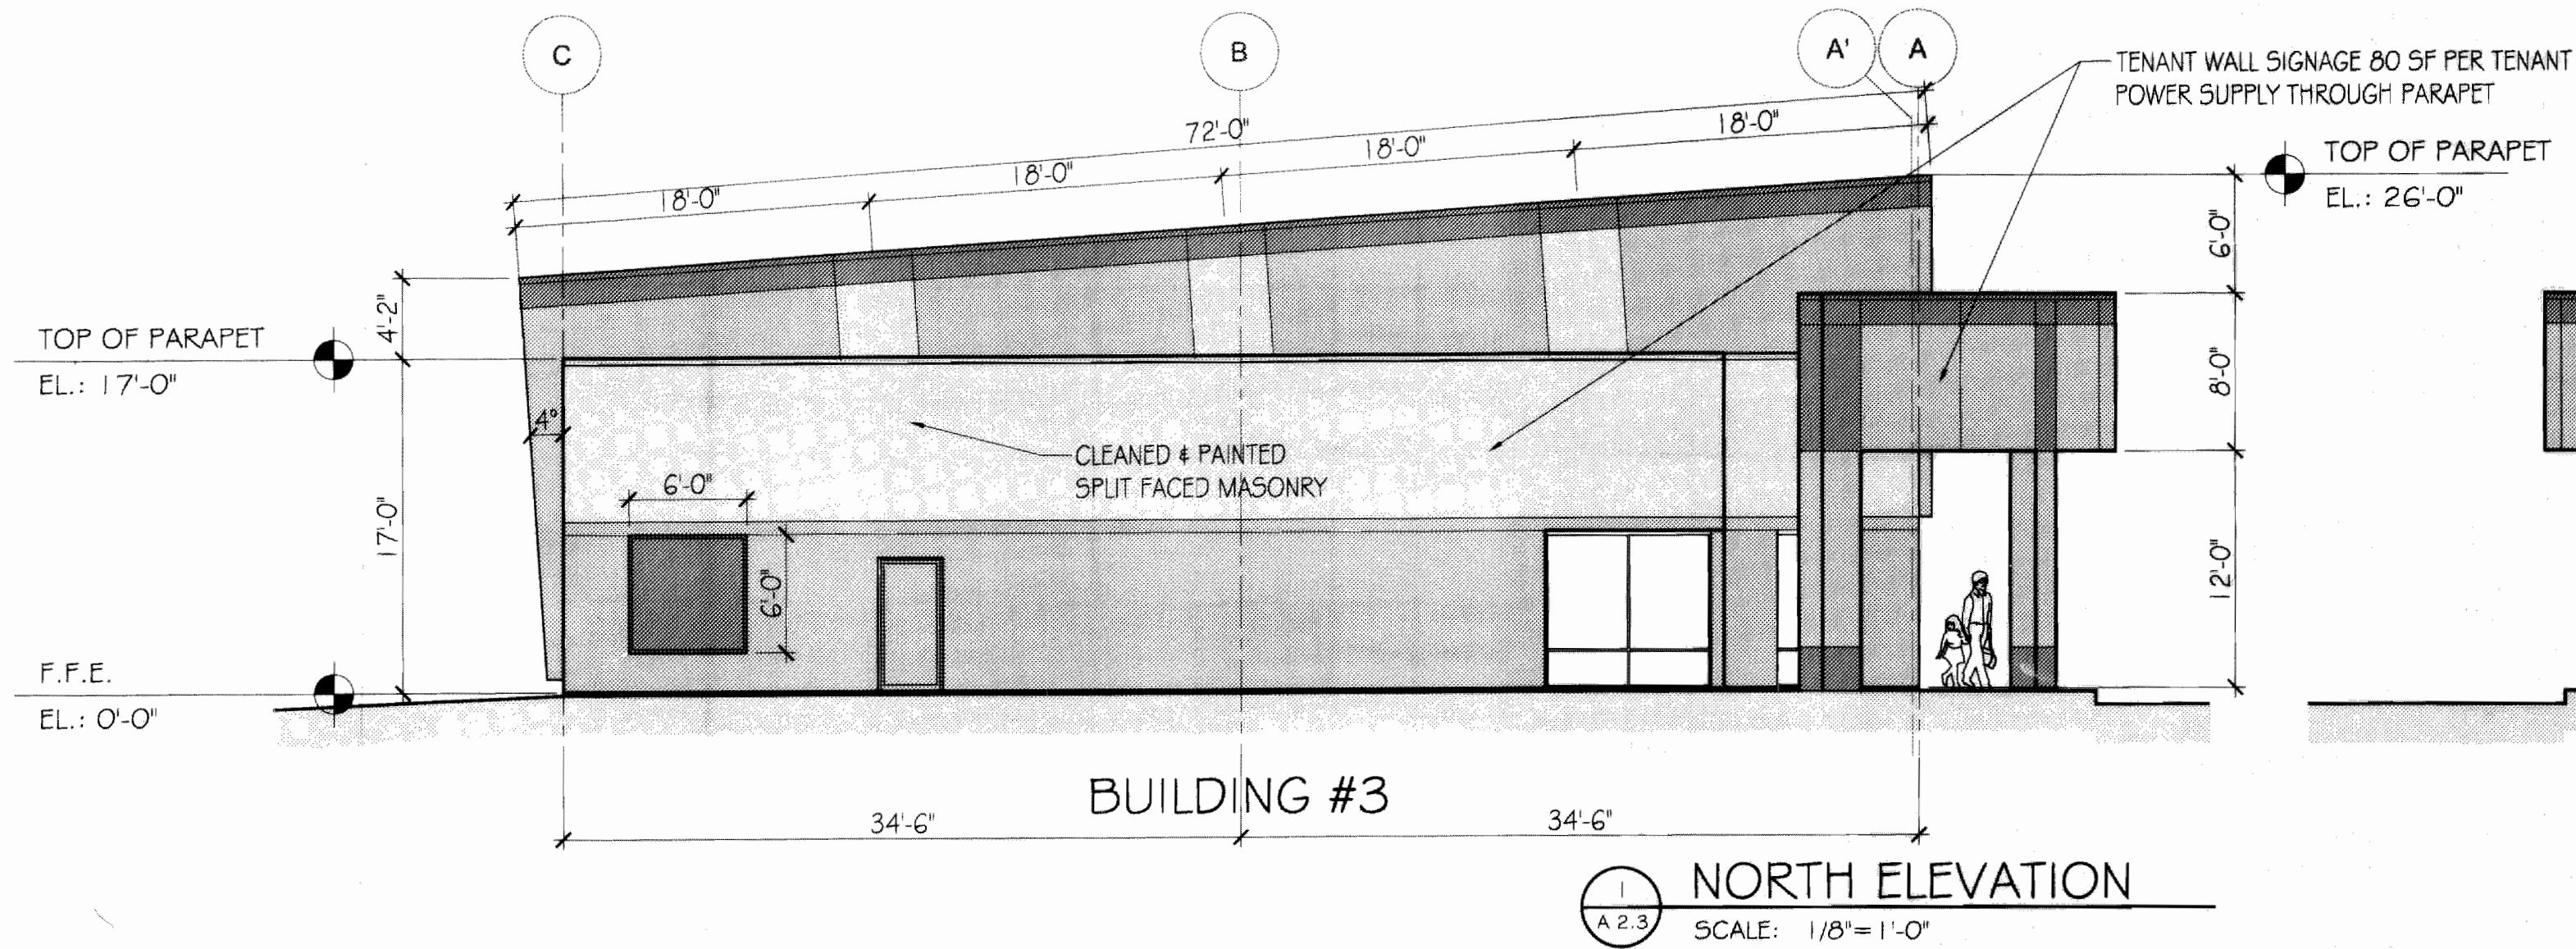 C
B
A'
A
TENANT WALL SIGNAGE 80 SF PER TENANT
POWER SUPPLY THROUGH PARAPET
72'-0"
18'-0"
18'-0"
18'-0"
18'-0"
TOP OF PARAPET
EL.: 26'-0"
6'-0"
8'-0"
12'-0"
4'-2"
TOP OF PARAPET
EL.: 17'-0"
17'-0"
4°
CLEANED & PAINTED
SPLIT FACED MASONRY
6'-0"
6'-0"
F.F.E.
EL.: 0'-0"
BUILDING #3
34'-6"
34'-6"
1
A 2.3
NORTH ELEVATION
SCALE: 1/8"= 1'-0"